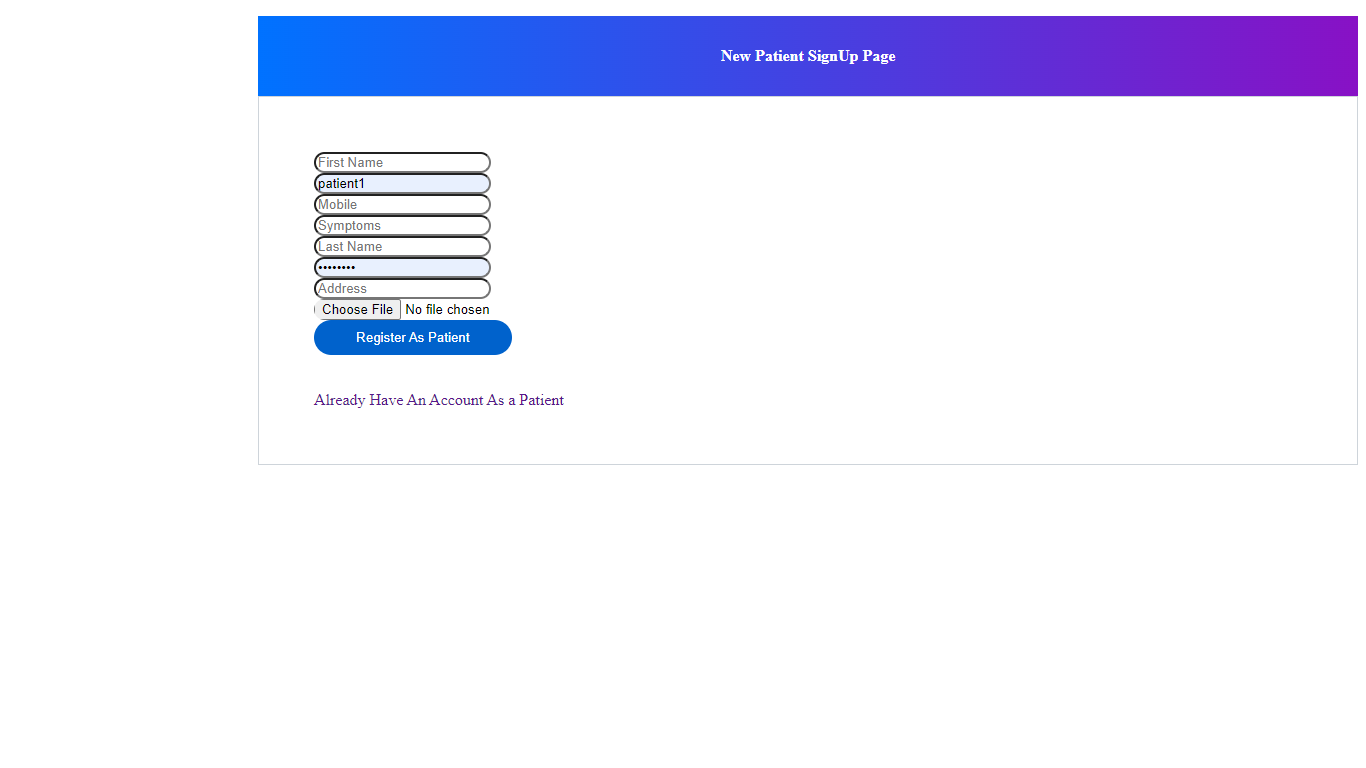 New Patient SignUp Page
First Name
patient1
Mobile
Symptoms
Last Name
••••••••
Address
Choose File No file chosen
Register As Patient
Already Have An Account As a Patient